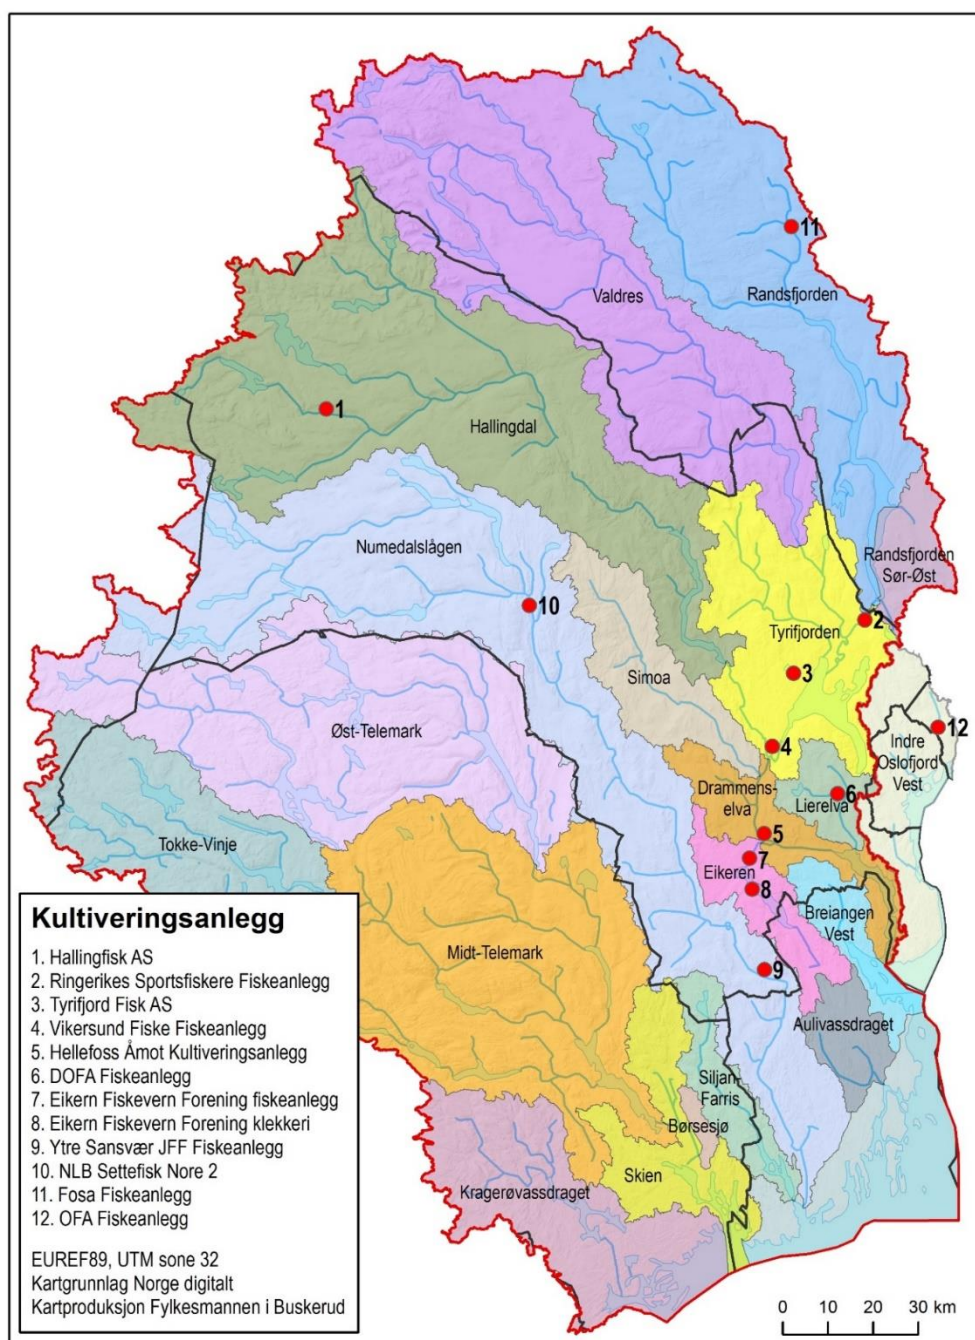 11
Valdres
Randsfjorden
1
Hallingdal
Numedalslågen
Randsfjorden
Sør-Øst
10
2
Tyrifjorden
3
Simoa
Øst-Telemark
12
4
Indre
Oslofjord
Vest
Drammens-
elva
6
Lierelva
5
Tokke-Vinje
7
Eikeren
8
Breiangen
Vest
Midt-Telemark
9
Aulivassdraget
Siljan-
Farris
Børsesjø
Skien
Kragerøvassdraget
Kultiveringsanlegg
1. Hallingfisk AS
2. Ringerikes Sportsfiskere Fiskeanlegg
3. Tyrifjord Fisk AS
4. Vikersund Fiske Fiskeanlegg
5. Hellefoss Åmot Kultiveringsanlegg
6. DOFA Fiskeanlegg
7. Eikern Fiskevern Forening fiskeanlegg
8. Eikern Fiskevern Forening klekkeri
9. Ytre Sansvær JFF Fiskeanlegg
10. NLB Settefisk Nore 2
11. Fosa Fiskeanlegg
12. OFA Fiskeanlegg
EUREF89, UTM sone 32
Kartgrunnlag Norge digitalt
Kartproduksjon Fylkesmannen i Buskerud
0 10 20 30 km